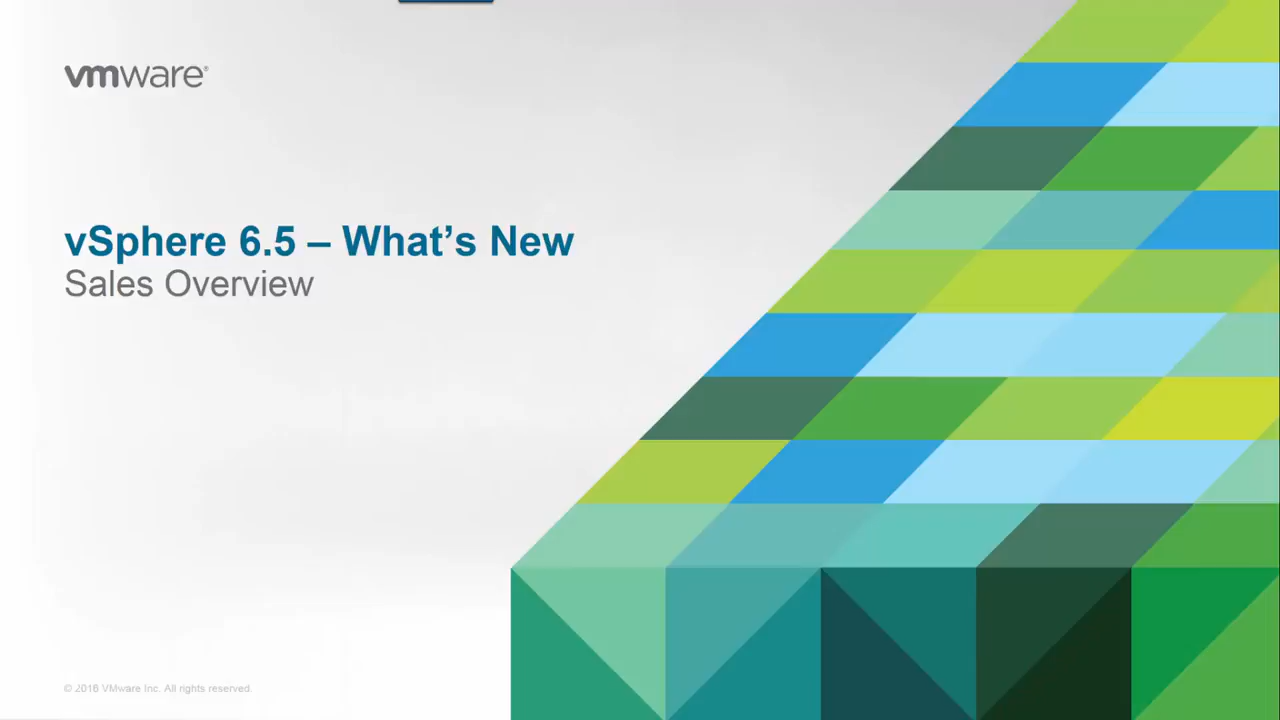 vmware®
vSphere 6.5 – What’s New
Sales Overview
© 2016 VMware Inc. All rights reserved.